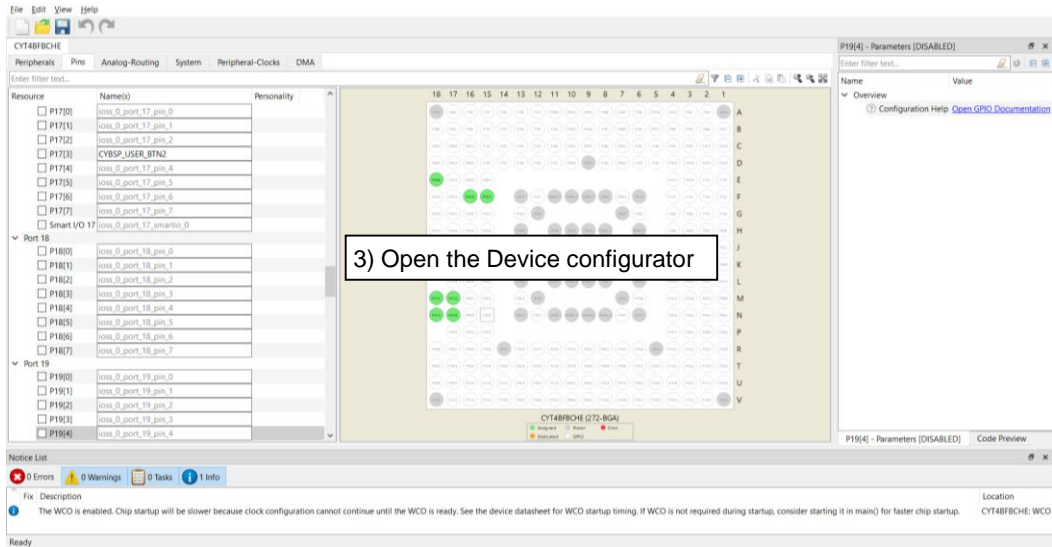 File Edit View Help
CYT4BFBCHE
Peripherals Pins Analog-Routing System Peripheral-Clocks DMA
Enter filter text...
Resource Name(s) Personality
P17[0] ioss_0_port_17_pin_0
P17[1] ioss_0_port_17_pin_1
P17[2] ioss_0_port_17_pin_2
P17[3] CYBSP_USER_BTN2
P17[4] ioss_0_port_17_pin_4
P17[5] ioss_0_port_17_pin_5
P17[6] ioss_0_port_17_pin_6
P17[7] ioss_0_port_17_pin_7
Smart I/O 17 ioss_0_port_17_smartio_0
Port 18
P18[0] ioss_0_port_18_pin_0
P18[1] ioss_0_port_18_pin_1
P18[2] ioss_0_port_18_pin_2
P18[3] ioss_0_port_18_pin_3
P18[4] ioss_0_port_18_pin_4
P18[5] ioss_0_port_18_pin_5
P18[6] ioss_0_port_18_pin_6
P18[7] ioss_0_port_18_pin_7
Port 19
P19[0] ioss_0_port_19_pin_0
P19[1] ioss_0_port_19_pin_1
P19[2] ioss_0_port_19_pin_2
P19[3] ioss_0_port_19_pin_3
P19[4] ioss_0_port_19_pin_4
18 17 16 15 14 13 12 11 10 9 8 7 6 5 4 3 2 1
A
B
C
D
E
F
G
H
J
K
L
M
N
P
R
T
U
V
3) Open the Device configurator
CYT4BFBCHE (272-BGA)
Assigned Power Error
Dedicated GPIO
P19[4] - Parameters [DISABLED]
Enter filter text...
Name Value
Overview
Configuration Help Open GPIO Documentation
P19[4] - Parameters [DISABLED] Code Preview
Notice List
0 Errors 0 Warnings 0 Tasks 1 Info
Fix Description Location
The WCO is enabled. Chip startup will be slower because clock configuration cannot continue until the WCO is ready. See the device datasheet for WCO startup timing. If WCO is not required during startup, consider starting it in main() for faster chip startup. CYT4BFBCHE: WCO
Ready